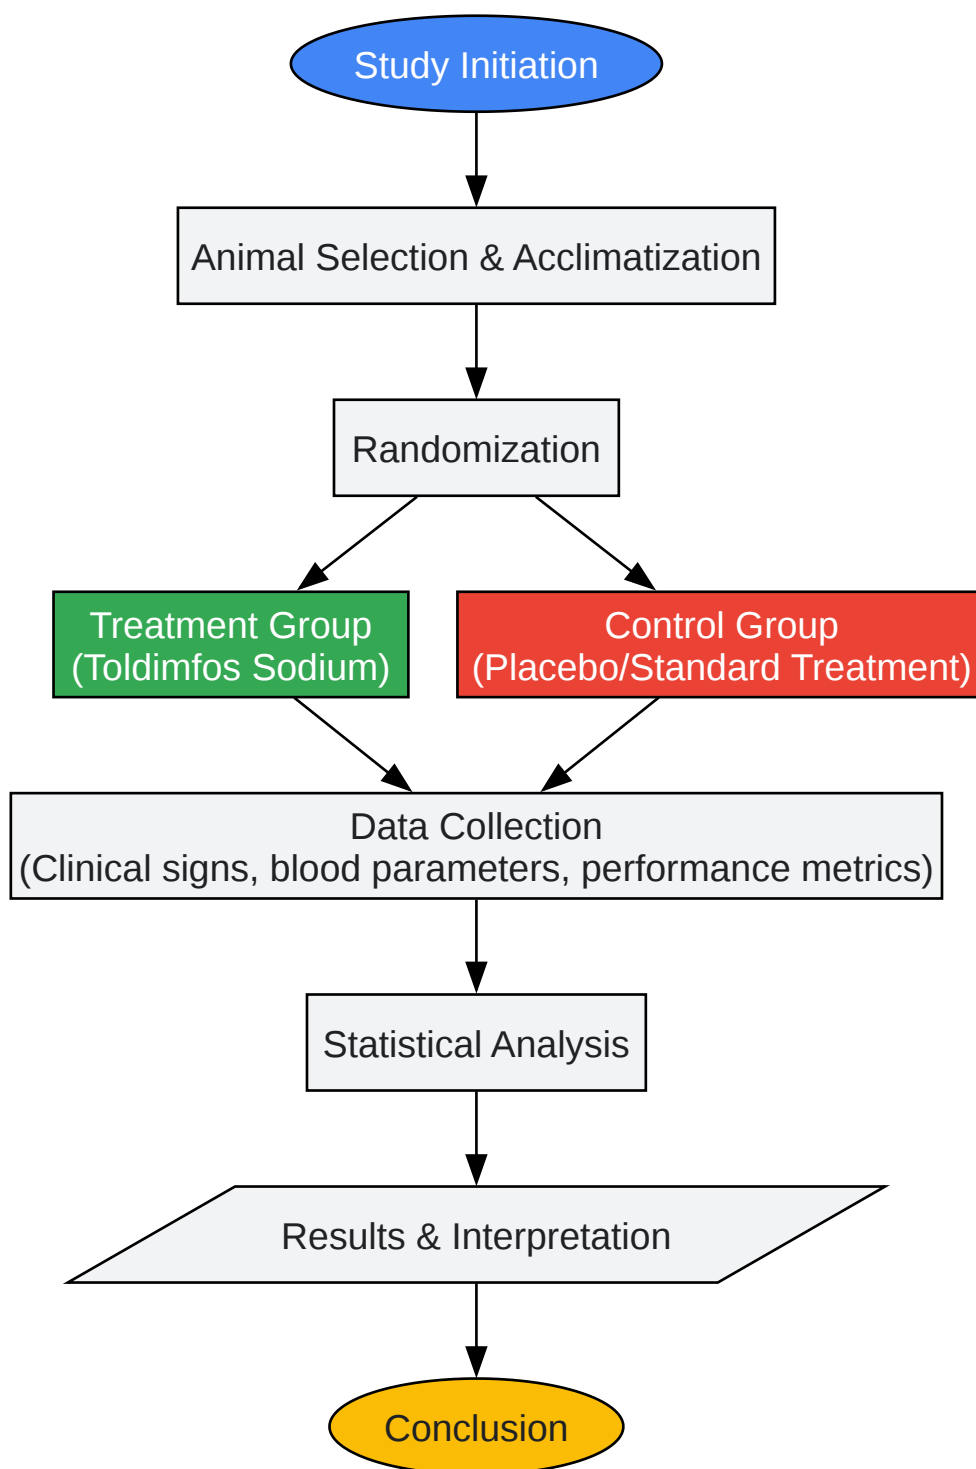 Study Initiation
Animal Selection & Acclimatization
Randomization
Treatment Group
(Toldimfos Sodium)
Control Group
(Placebo/Standard Treatment)
Data Collection
(Clinical signs, blood parameters, performance metrics)
Statistical Analysis
Results & Interpretation
Conclusion